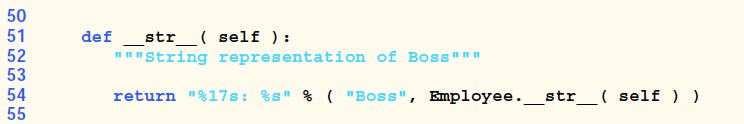 50
51     def __str__( self ):
52        """String representation of Boss"""
53
54        return "%17s: %s" % ( "Boss", Employee.__str__( self ) )
55